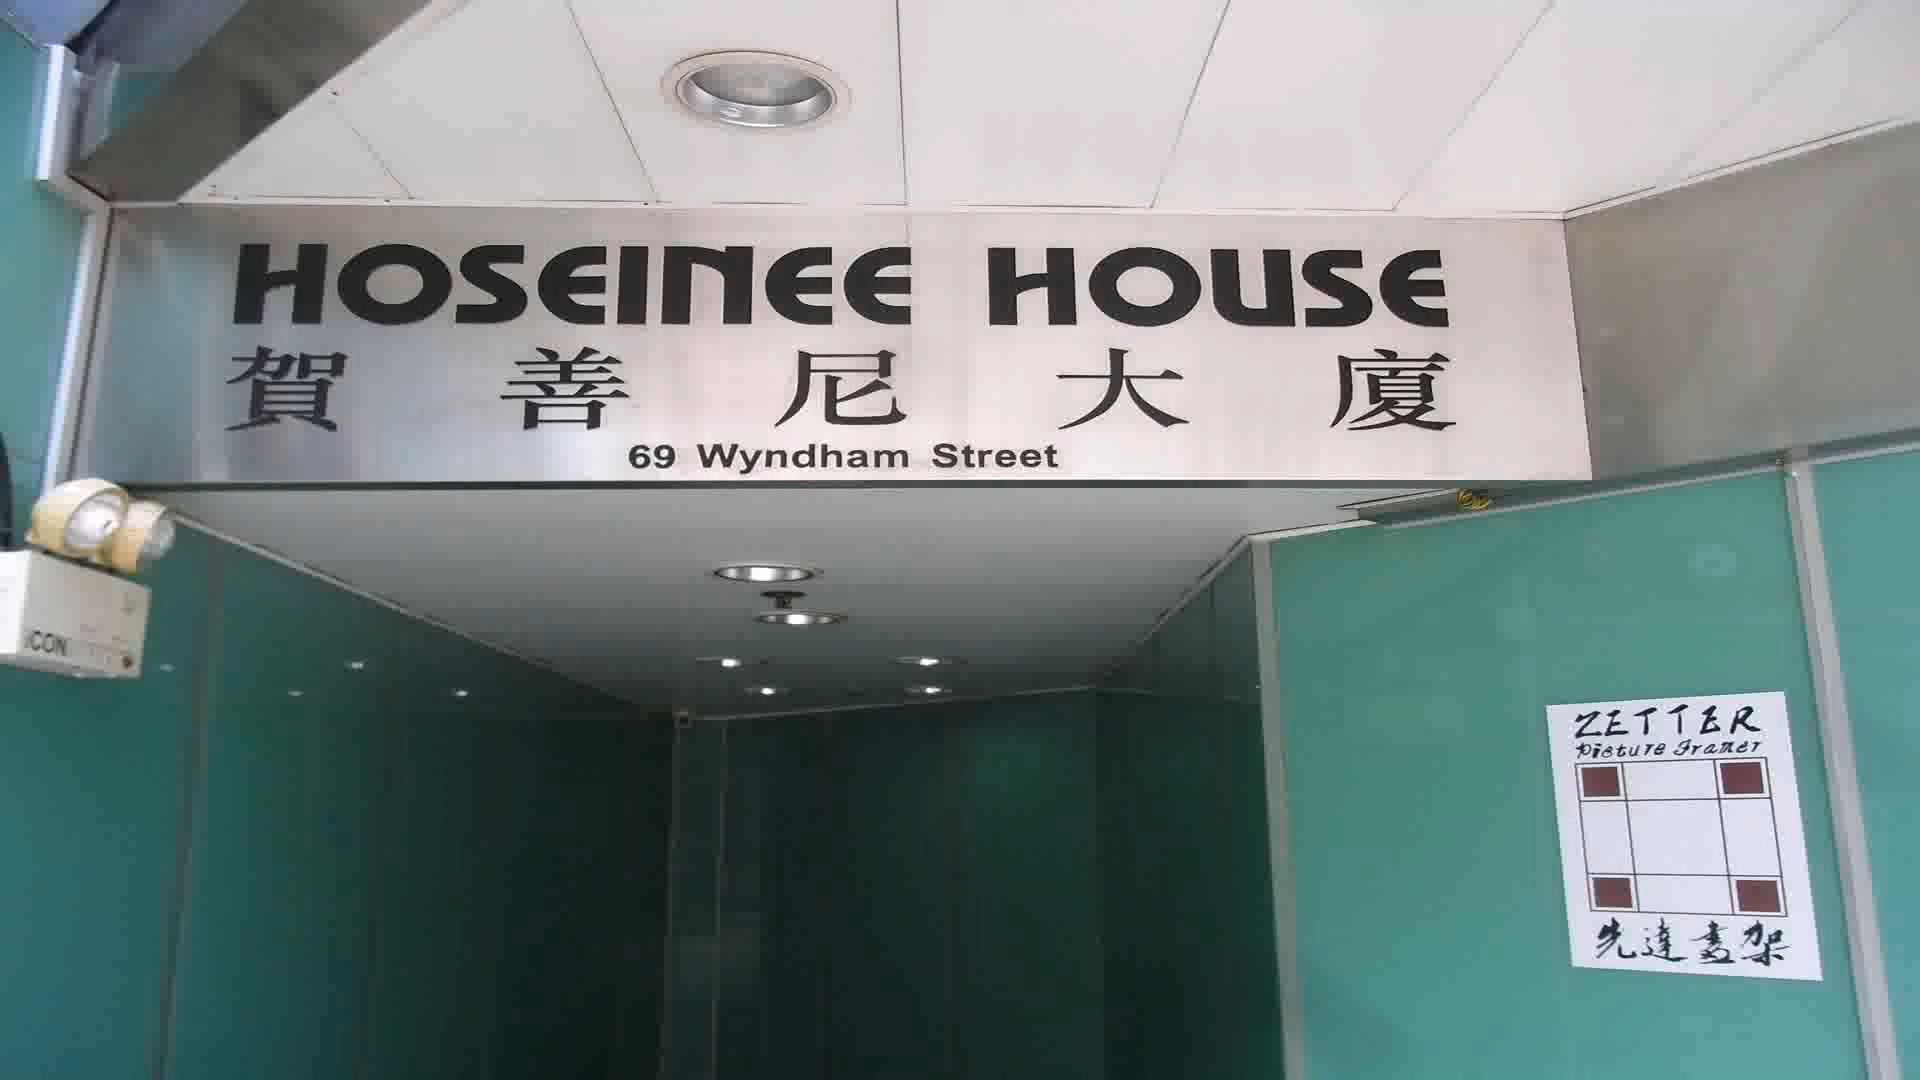 HOSEINEE HOUSE
賀善尼大廈
69 Wyndham Street
ZETTER
Picture Framer
先達畫架